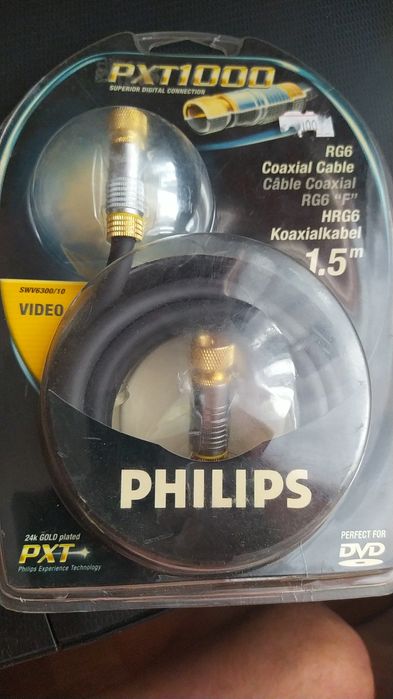 PXT1000
SUPERIOR DIGITAL CONNECTION
RG6
Coaxial Cable
Câble Coaxial
RG6 "F"
HRG6
Koaxialkabel
1.5m
SWV6300/10
VIDEO
PHILIPS
24k GOLD plated
PXT
Philips Experience Technology
PERFECT FOR
DVD